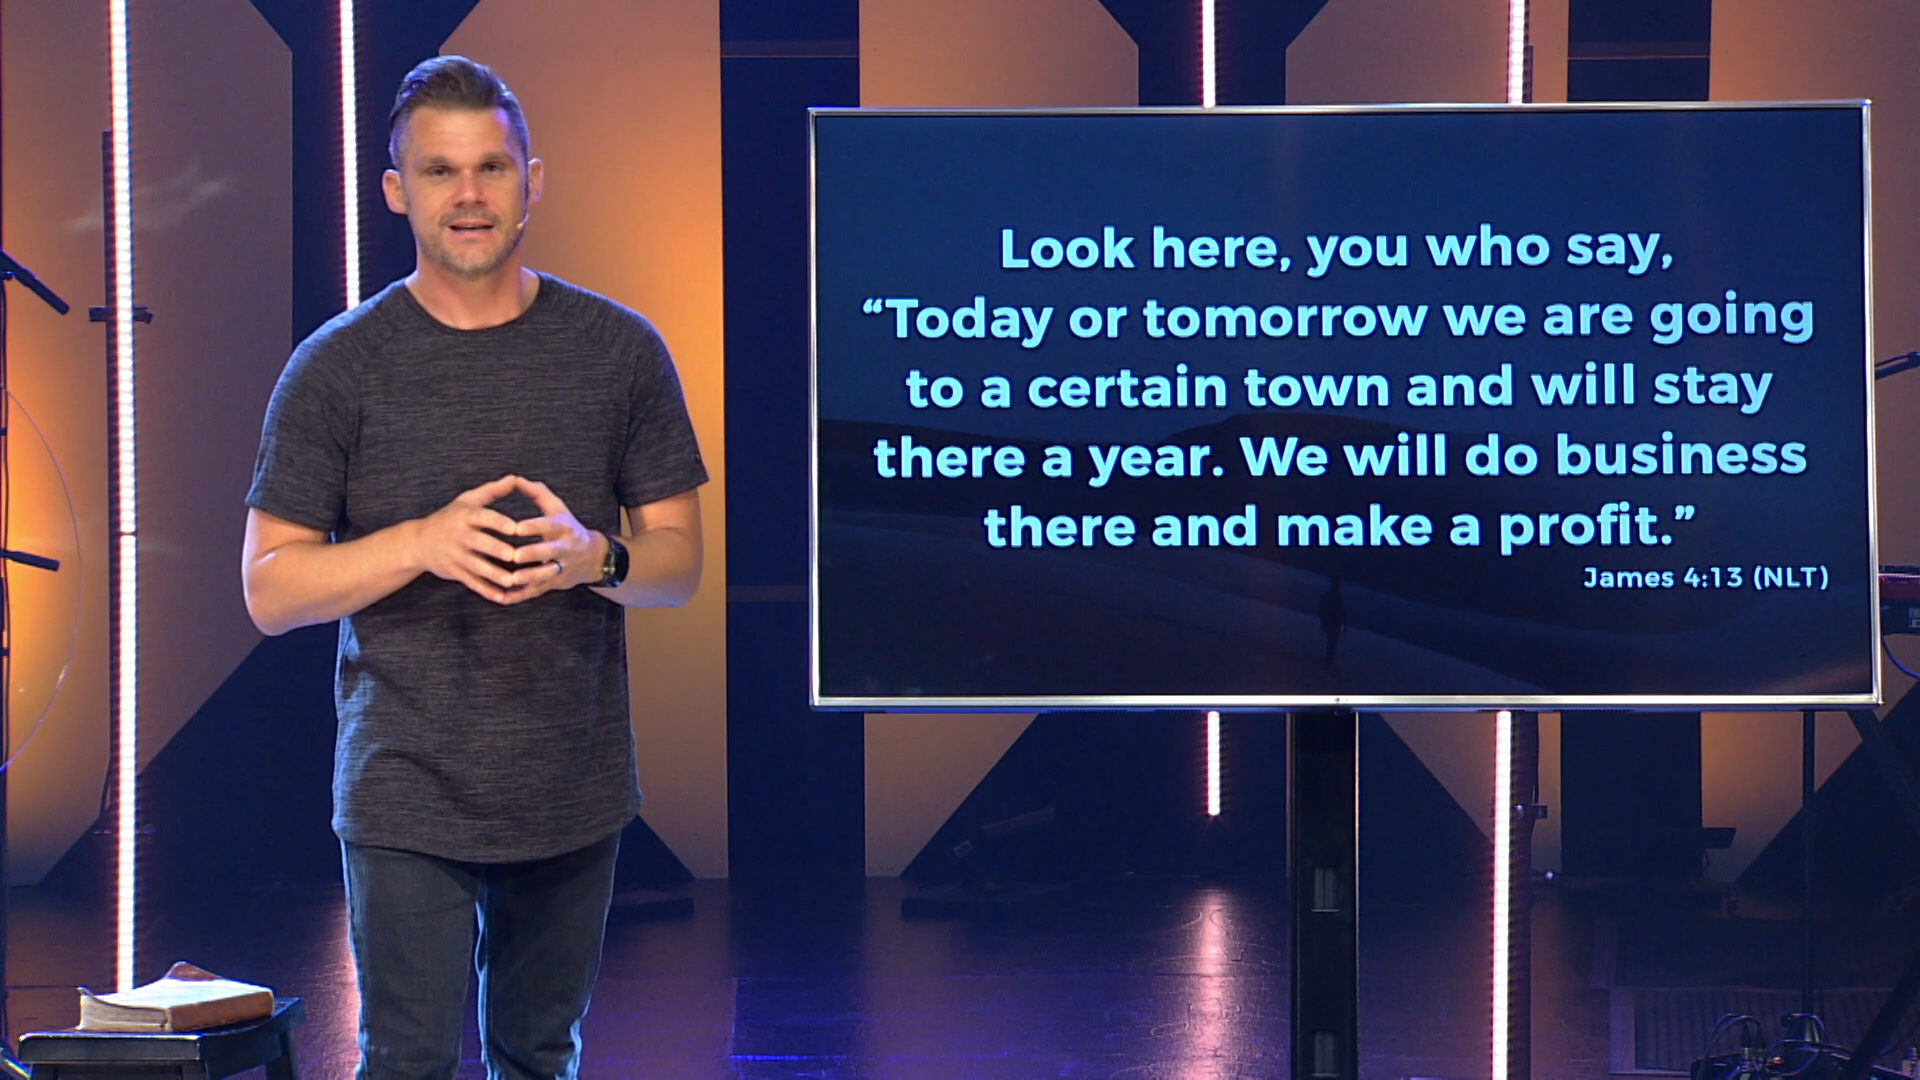 Look here, you who say,
“Today or tomorrow we are going
to a certain town and will stay
there a year. We will do business
there and make a profit.”
James 4:13 (NLT)